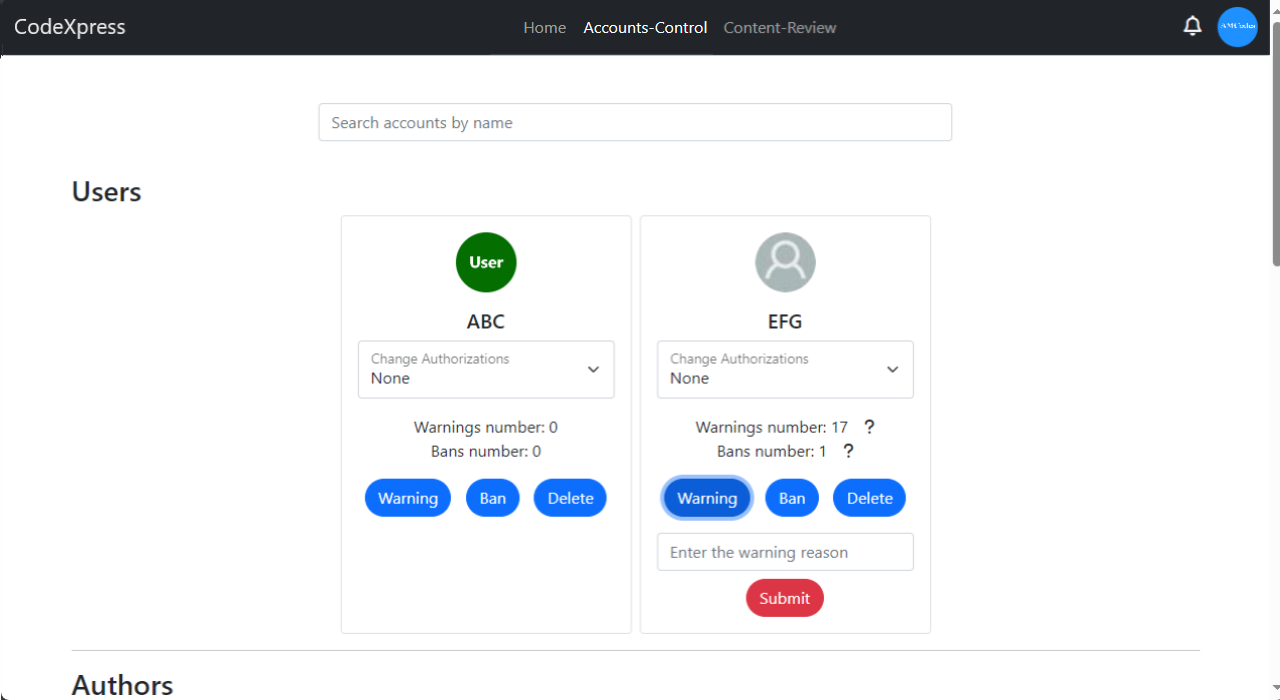 CodeXpress Home Accounts-Control Content-Review AMCodes
Search accounts by name
Users
User
ABC
Change Authorizations
None
Warnings number: 0
Bans number: 0
Warning Ban Delete
EFG
Change Authorizations
None
Warnings number: 17 ?
Bans number: 1 ?
Warning Ban Delete
Enter the warning reason
Submit
Authors